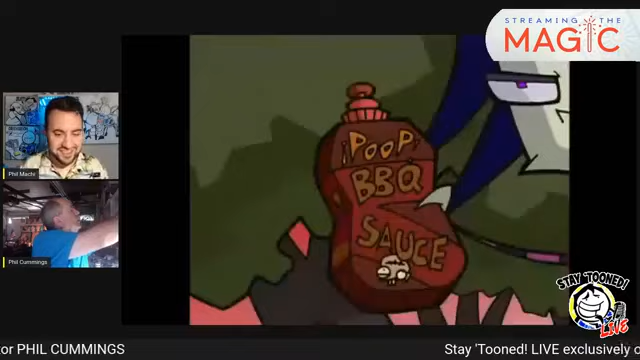 STREAMING THE
MAGIC
¡POOP!
BBQ
SAUCE
Phil Machi
Phil Cummings
STAY 'TOONED!
LIVE
tor PHIL CUMMINGS
Stay 'Tooned! LIVE exclusively o